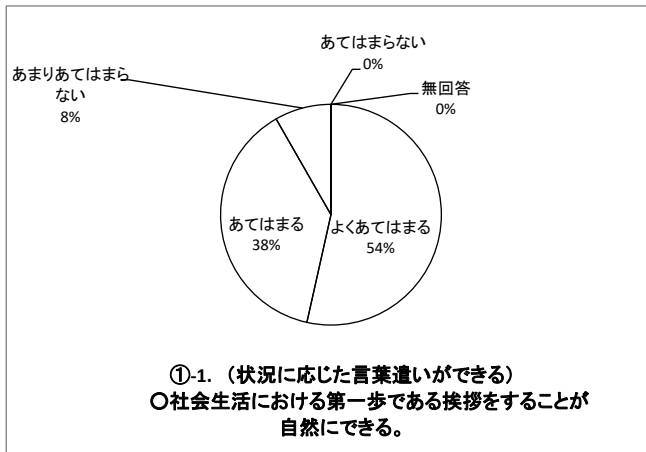 あてはまらない
0%
無回答
0%
あまりあてはまら
ない
8%
あてはまる
38%
よくあてはまる
54%
①-1. （状況に応じた言葉遣いができる）
〇社会生活における第一歩である挨拶をすることが
自然にできる。